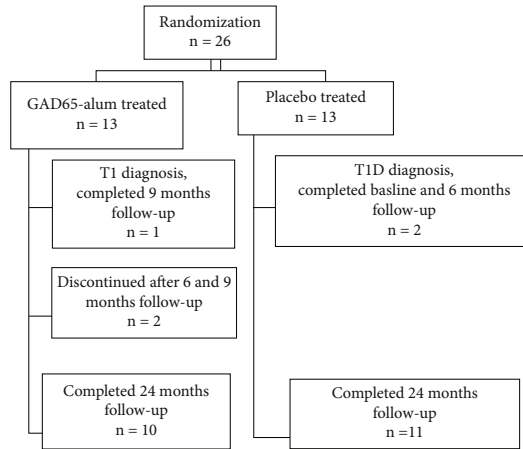 Randomization
n = 26
GAD65-alum treated
n = 13
Placebo treated
n = 13
T1 diagnosis,
completed 9 months
follow-up
n = 1
T1D diagnosis,
completed basline and 6 months
follow-up
n = 2
Discontinued after 6 and 9
months follow-up
n = 2
Completed 24 months
follow-up
n = 10
Completed 24 months
follow-up
n =11